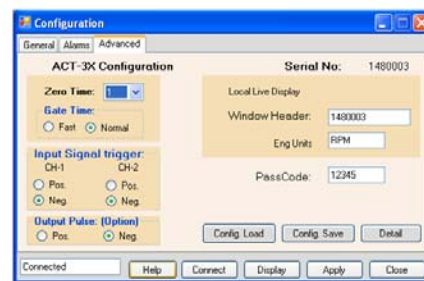 Configuration
General Alarms Advanced
ACT-3X Configuration
Serial No: 1480003
Zero Time: 1
Gate Time:
Fast Normal
Input Signal trigger:
CH-1 CH-2
Pos. Pos.
Neg. Neg.
Output Pulse: (Option)
Pos. Neg.
Local Live Display
Window Header: 1480003
Eng Units RPM
PassCode: 12345
Config. Load Config. Save Detail
Connected Help Connect Display Apply Close